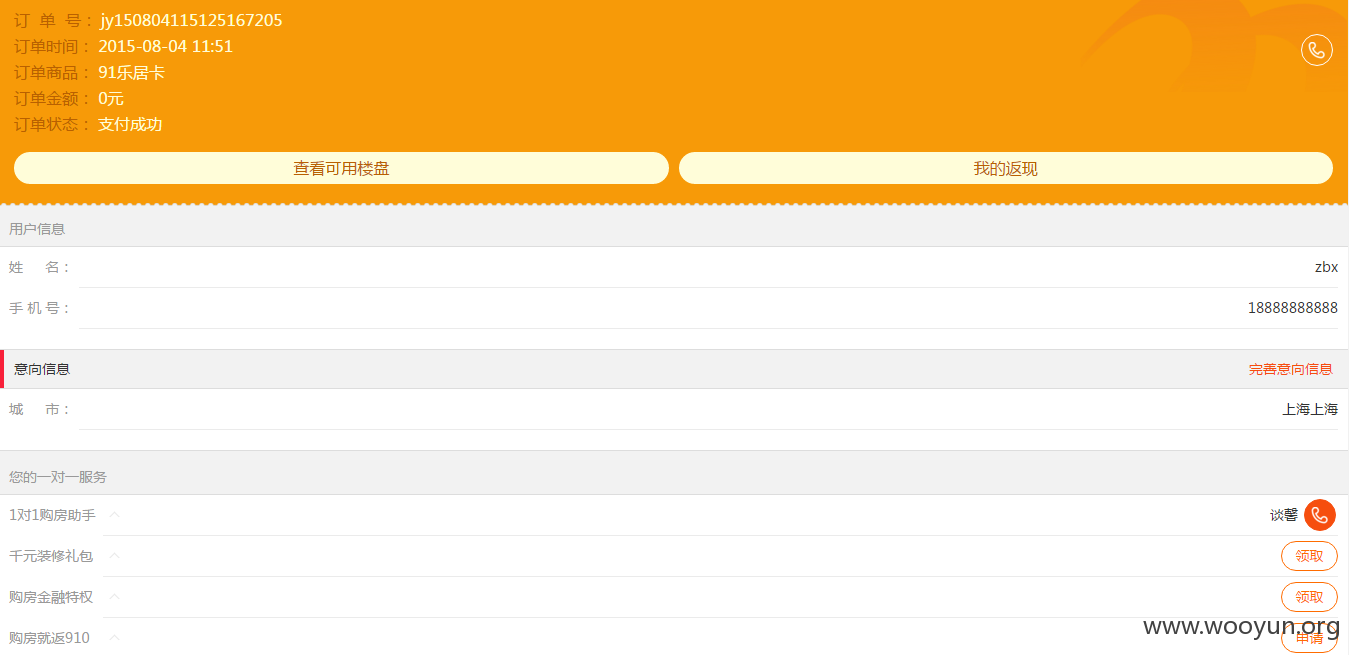 订 单 号： jy150804115125167205
订单时间： 2015-08-04 11:51
订单商品： 91乐居卡
订单金额： 0元
订单状态： 支付成功
查看可用楼盘 我的返现
用户信息
姓 名： zbx
手 机 号： 18888888888
意向信息 完善意向信息
城 市： 上海上海
您的一对一服务
1对1购房助手 谈馨
千元装修礼包 领取
购房金融特权 领取
购房就返910 申请
www.wooyun.org